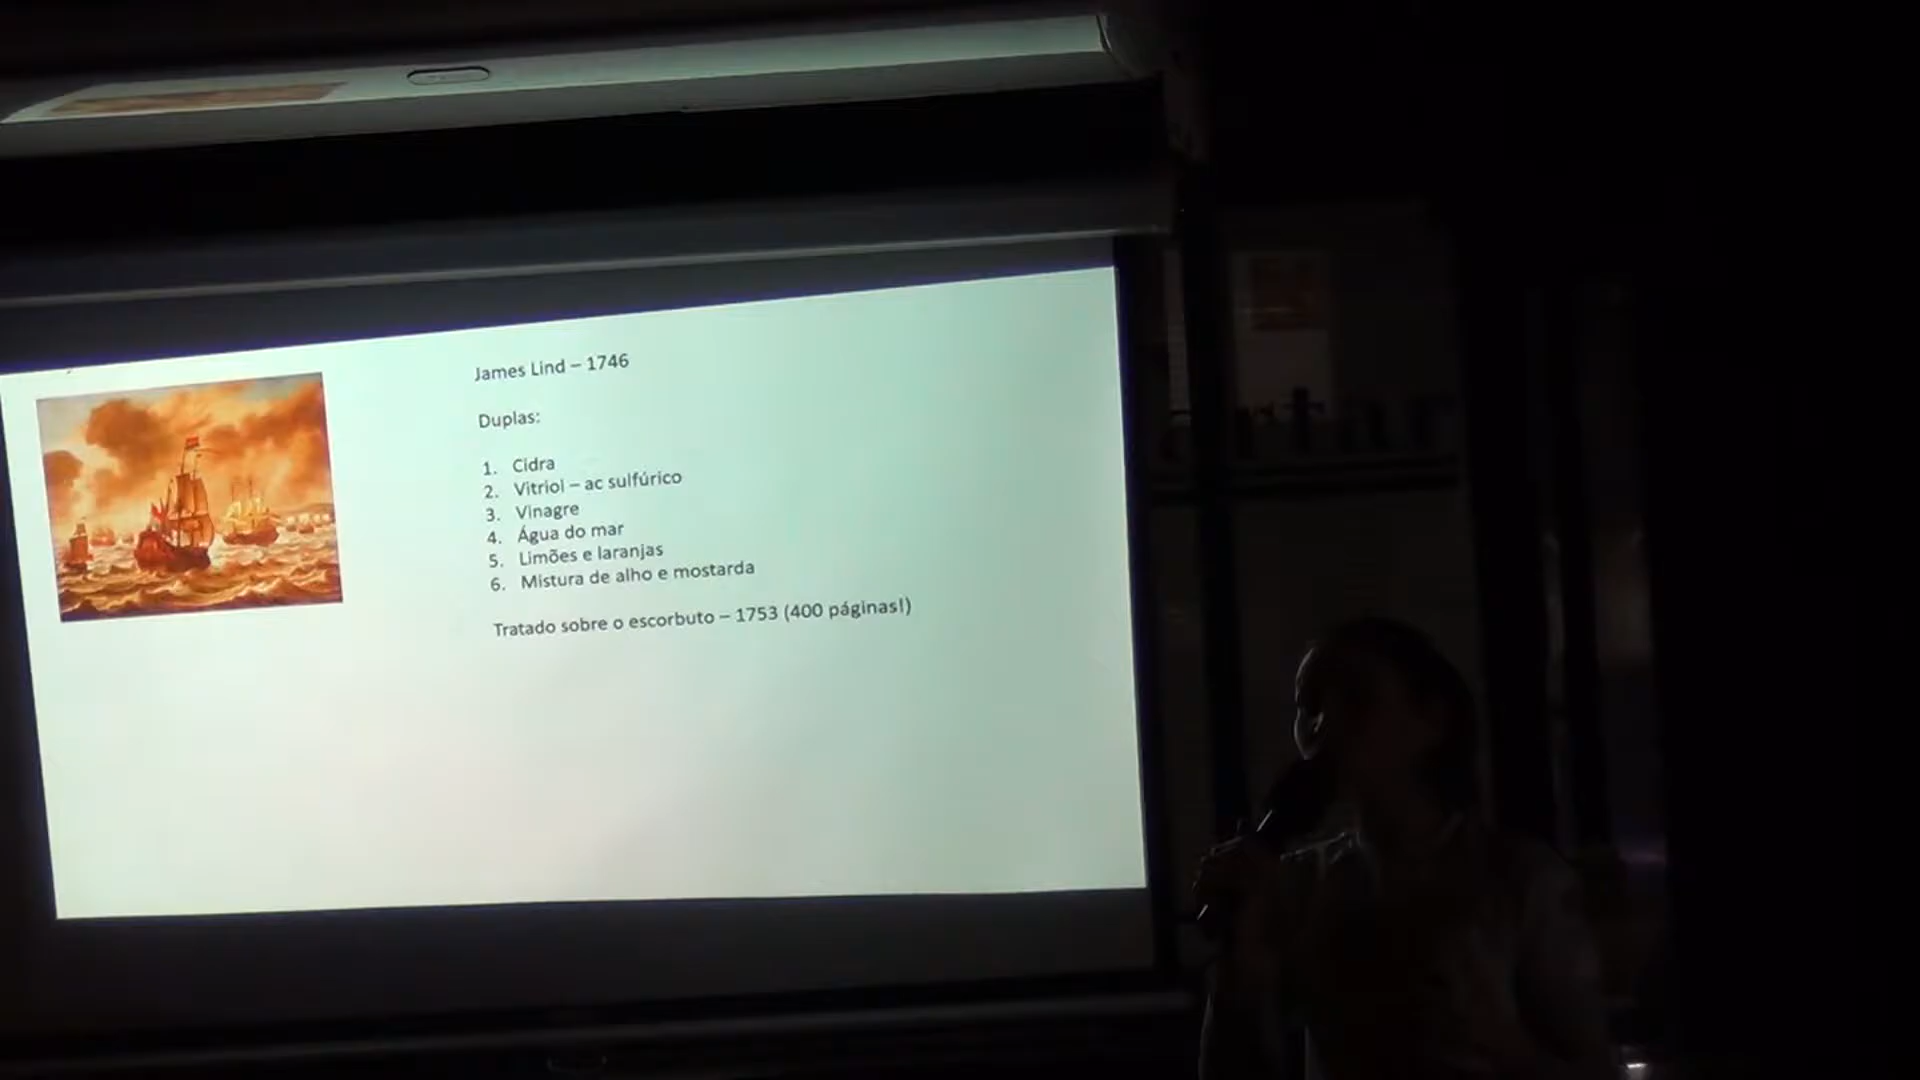 James Lind – 1746
Duplas:
1. Cidra
2. Vitriol – ac sulfúrico
3. Vinagre
4. Água do mar
5. Limões e laranjas
6. Mistura de alho e mostarda
Tratado sobre o escorbuto – 1753 (400 páginas!)